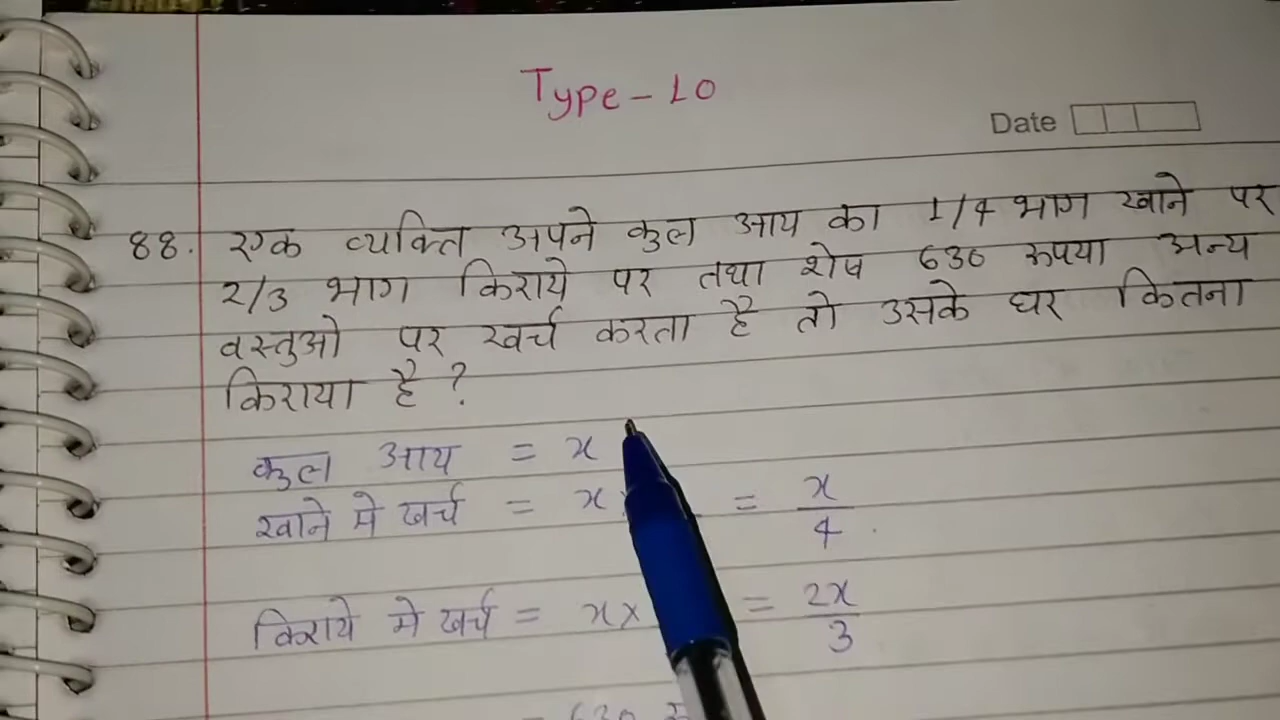 Type - 10
Date
88. एक व्यक्ति अपने कुल आय का 1/4 भाग खाने पर
2/3 भाग किराये पर तथा शेष 630 रुपया अन्य
वस्तुओ पर खर्च करता है तो उसके घर कितना
किराया है ?
कुल आय = x
खाने मे खर्च = x = x/4
किराये मे खर्च = x× = 2x/3
= 630